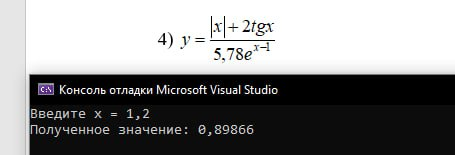 4) y = |x| + 2tgx / 5,78e^(x-1)
Консоль отладки Microsoft Visual Studio
Введите x = 1,2
Полученное значение: 0,89866